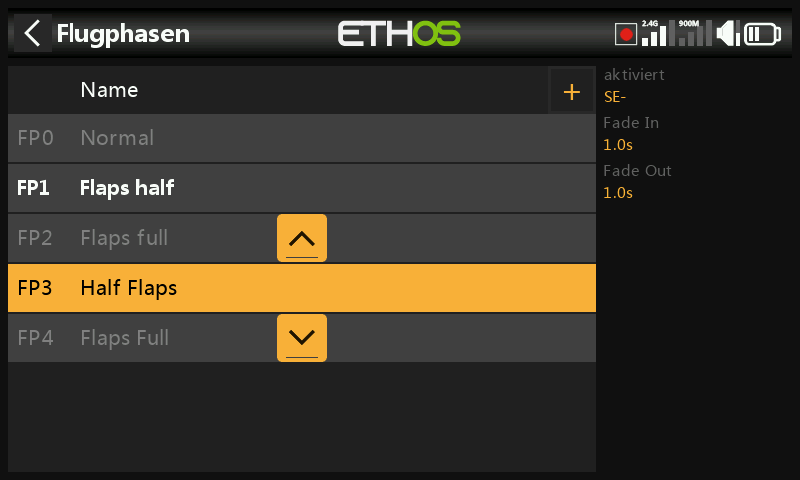 Flugphasen
ETHOS
2.4G
900M
Name
+
FP0 Normal
FP1 Flaps half
FP2 Flaps full
FP3 Half Flaps
FP4 Flaps Full
aktiviert
SE-
Fade In
1.0s
Fade Out
1.0s